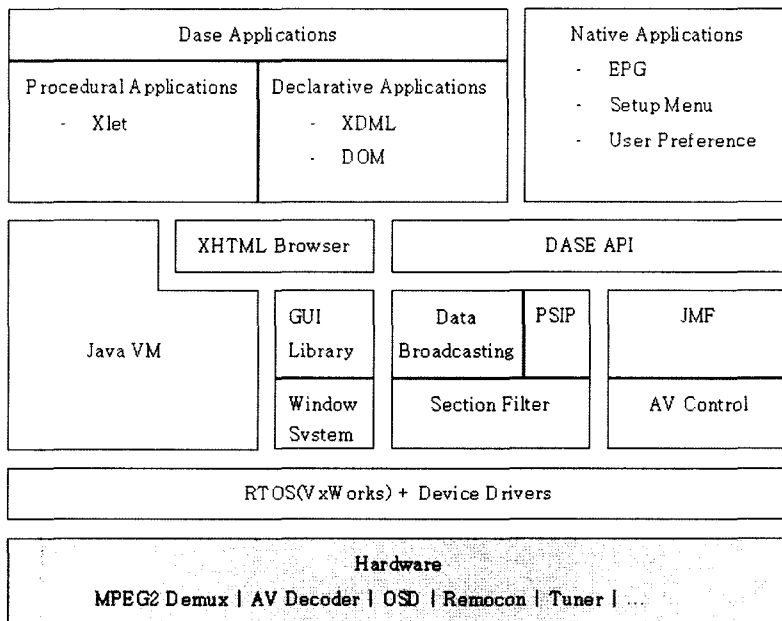 Dase Applications
Procedural Applications
- Xlet
Declarative Applications
- XDML
- DOM
Native Applications
- EPG
- Setup Menu
- User Preference
XHTML Browser
DASE API
Java VM
GUI
Library
Data
Broadcasting
PSIP
JMF
Window
System
Section Filter
AV Control
RTOS(VxWorks) + Device Drivers
Hardware
MPEG2 Demux | AV Decoder | OSD | Remocon | Tuner | ...